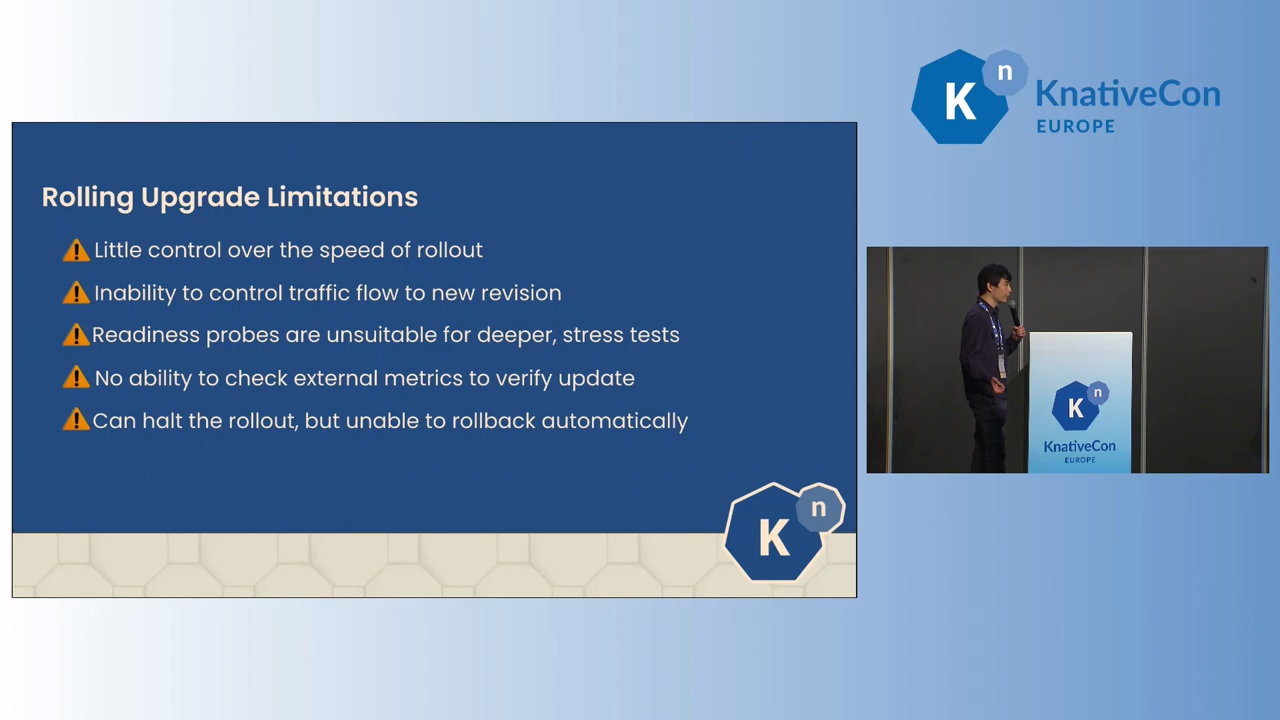 K n KnativeCon
EUROPE
Rolling Upgrade Limitations
Little control over the speed of rollout
Inability to control traffic flow to new revision
Readiness probes are unsuitable for deeper, stress tests
No ability to check external metrics to verify update
Can halt the rollout, but unable to rollback automatically
K n
K n
KnativeCon
EUROPE